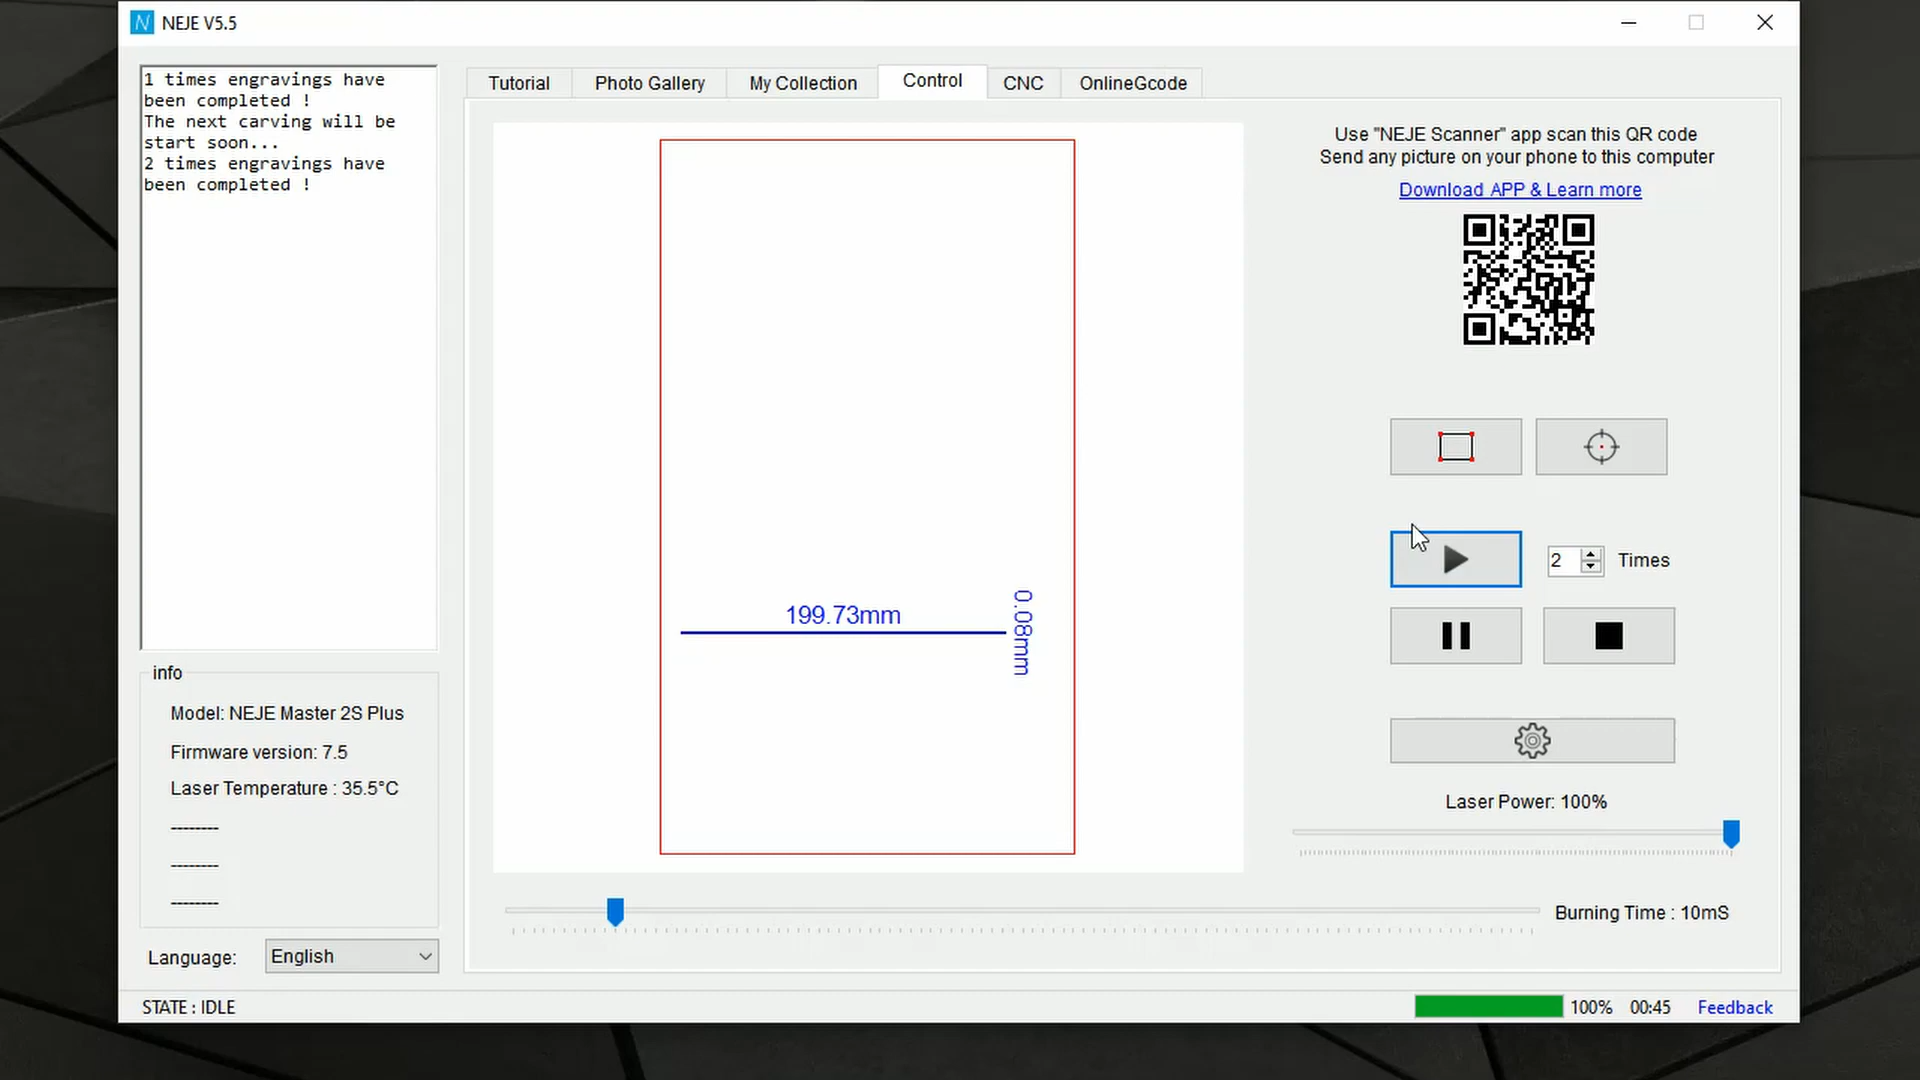 NEJE V5.5
1 times engravings have
been completed !
The next carving will be
start soon...
2 times engravings have
been completed !
Tutorial
Photo Gallery
My Collection
Control
CNC
OnlineGcode
199.73mm
0.08mm
Use "NEJE Scanner" app scan this QR code
Send any picture on your phone to this computer
Download APP & Learn more
2
Times
Laser Power: 100%
Burning Time : 10mS
info
Model: NEJE Master 2S Plus
Firmware version: 7.5
Laser Temperature : 35.5°C
--------
--------
--------
Language:
English
STATE : IDLE
100%
00:45
Feedback